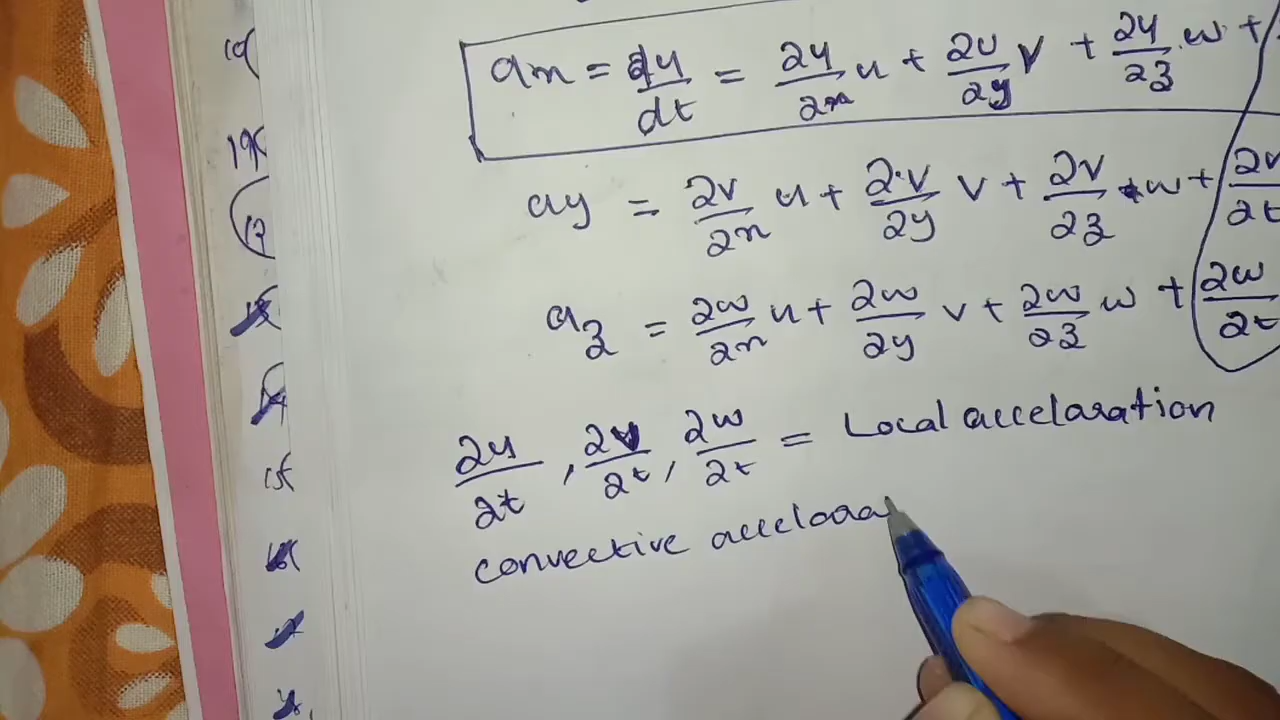 ax = du/dt = ∂u/∂x u + ∂u/∂y v + ∂u/∂z .w +
ay = ∂v/∂x u + ∂v/∂y v + ∂v/∂z w + ∂v/∂t
az = ∂w/∂x u + ∂w/∂y v + ∂w/∂z w + ∂w/∂t
∂u/∂t , ∂v/∂t , ∂w/∂t = Local accelaration
convective accelara